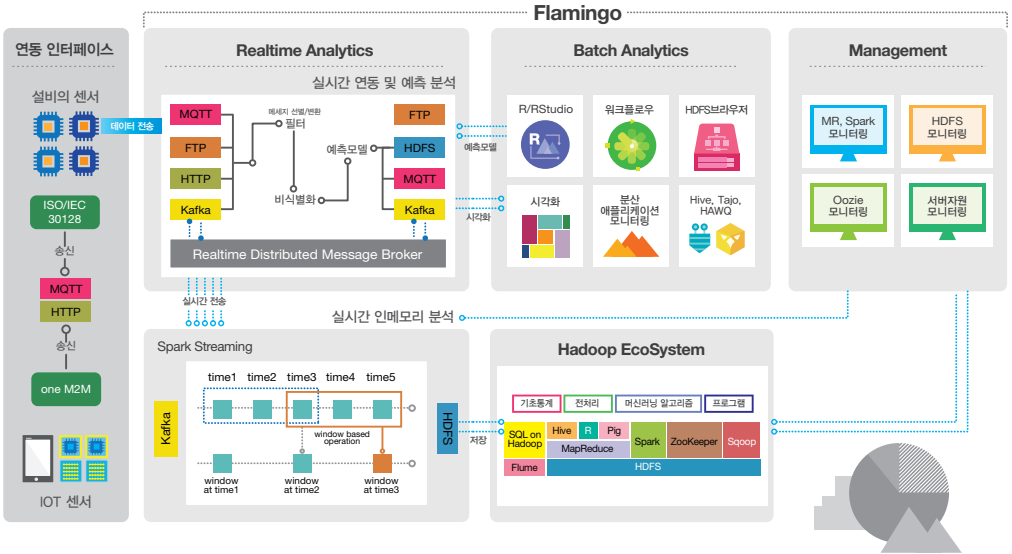 Flamingo
연동 인터페이스
설비의 센서
데이터 전송
ISO/IEC
30128
송신
MQTT
HTTP
송신
one M2M
IOT 센서
Realtime Analytics
실시간 연동 및 예측 분석
MQTT
FTP
HTTP
Kafka
메세지 선별/변환
필터
비식별화
예측모델
FTP
HDFS
MQTT
Kafka
Realtime Distributed Message Broker
예측모델
시각화
Batch Analytics
R/RStudio
R
워크플로우
HDFS브라우저
시각화
분산
애플리케이션
모니터링
Hive, Tajo,
HAWQ
Management
MR, Spark
모니터링
HDFS
모니터링
Oozie
모니터링
서버자원
모니터링
실시간 전송
실시간 인메모리 분석
Spark Streaming
time1 time2 time3 time4 time5
Kafka
window based
operation
window
at time1
window
at time2
window
at time3
HDFS
저장
Hadoop EcoSystem
기초통계 전처리 머신러닝 알고리즘 프로그램
SQL on
Hadoop
Hive R Pig
MapReduce
Spark ZooKeeper Sqoop
Flume HDFS